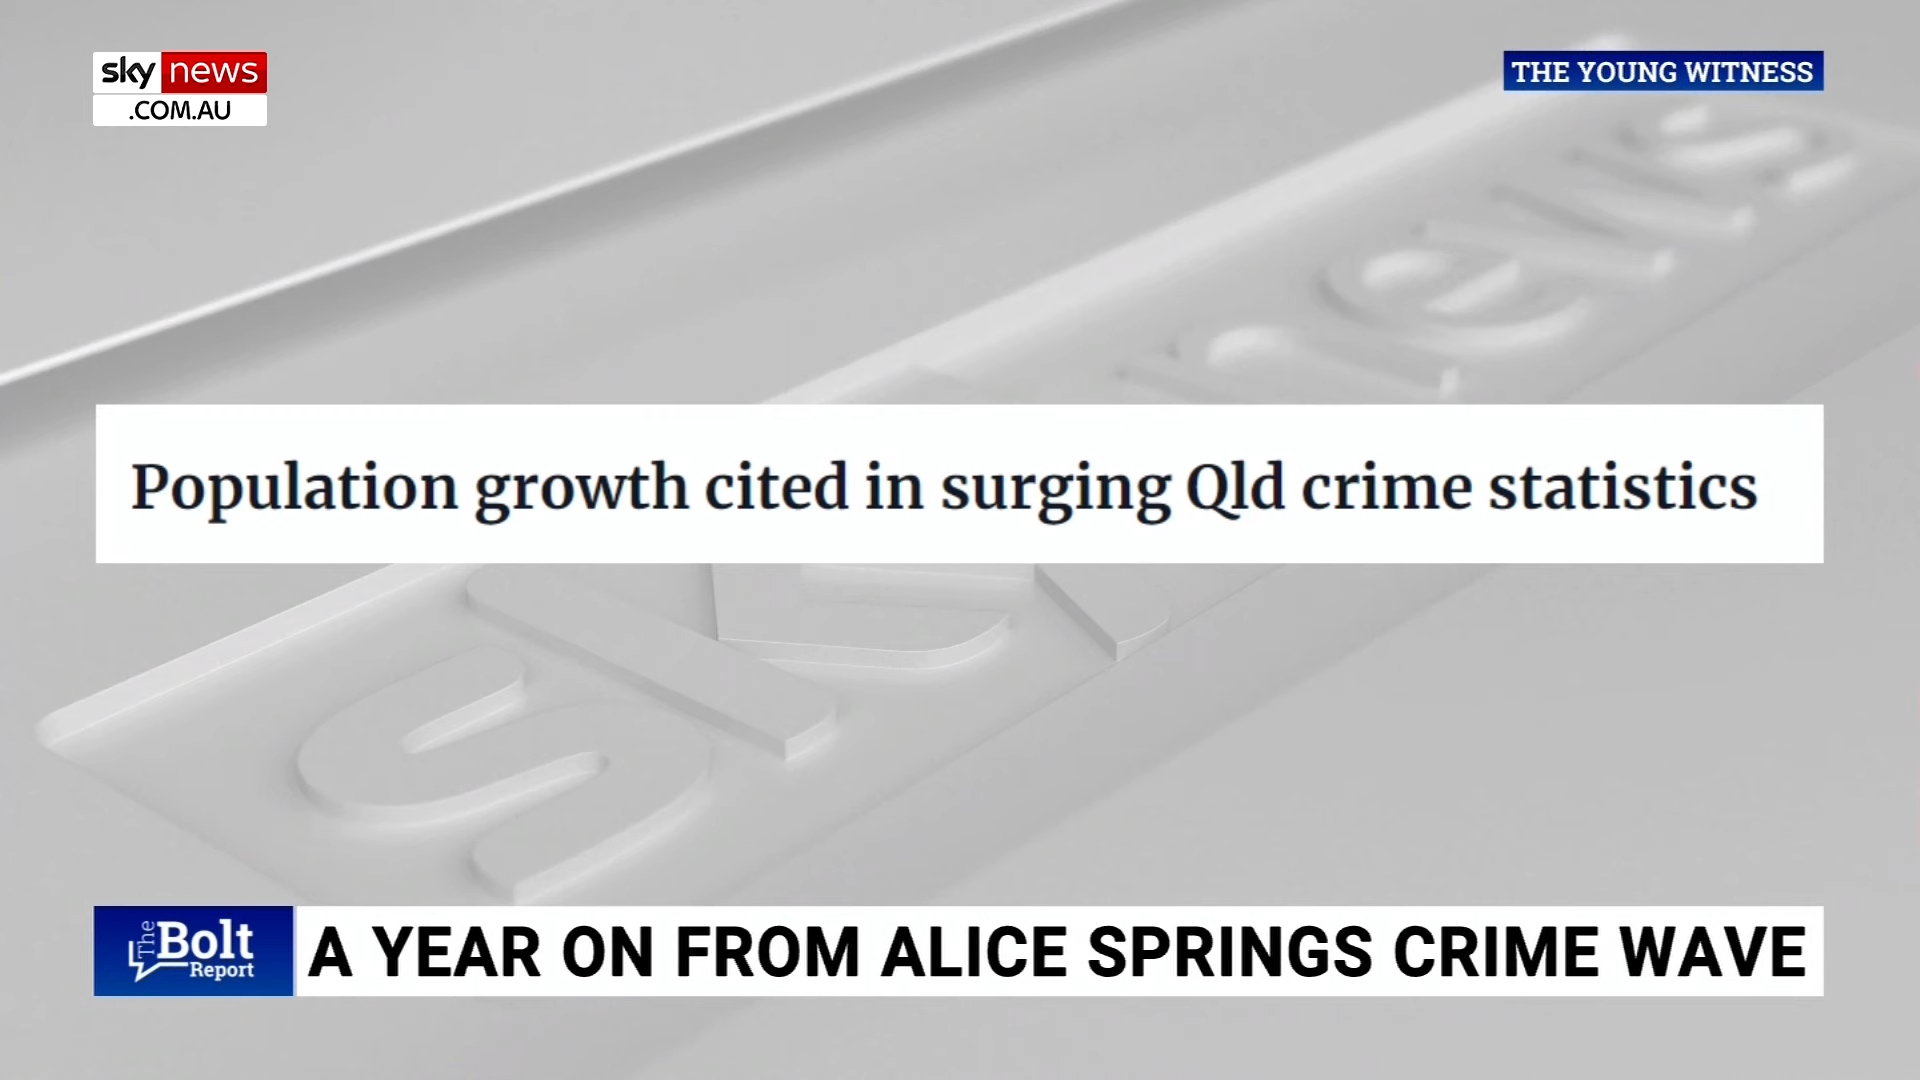 sky news
.COM.AU
THE YOUNG WITNESS
Population growth cited in surging Qld crime statistics
The Bolt Report
A YEAR ON FROM ALICE SPRINGS CRIME WAVE